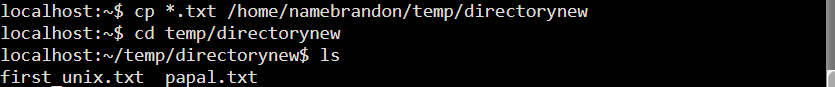 localhost:~$ cp *.txt /home/namebrandon/temp/directorynew
localhost:~$ cd temp/directorynew
localhost:~/temp/directorynew$ ls
first_unix.txt  papal.txt